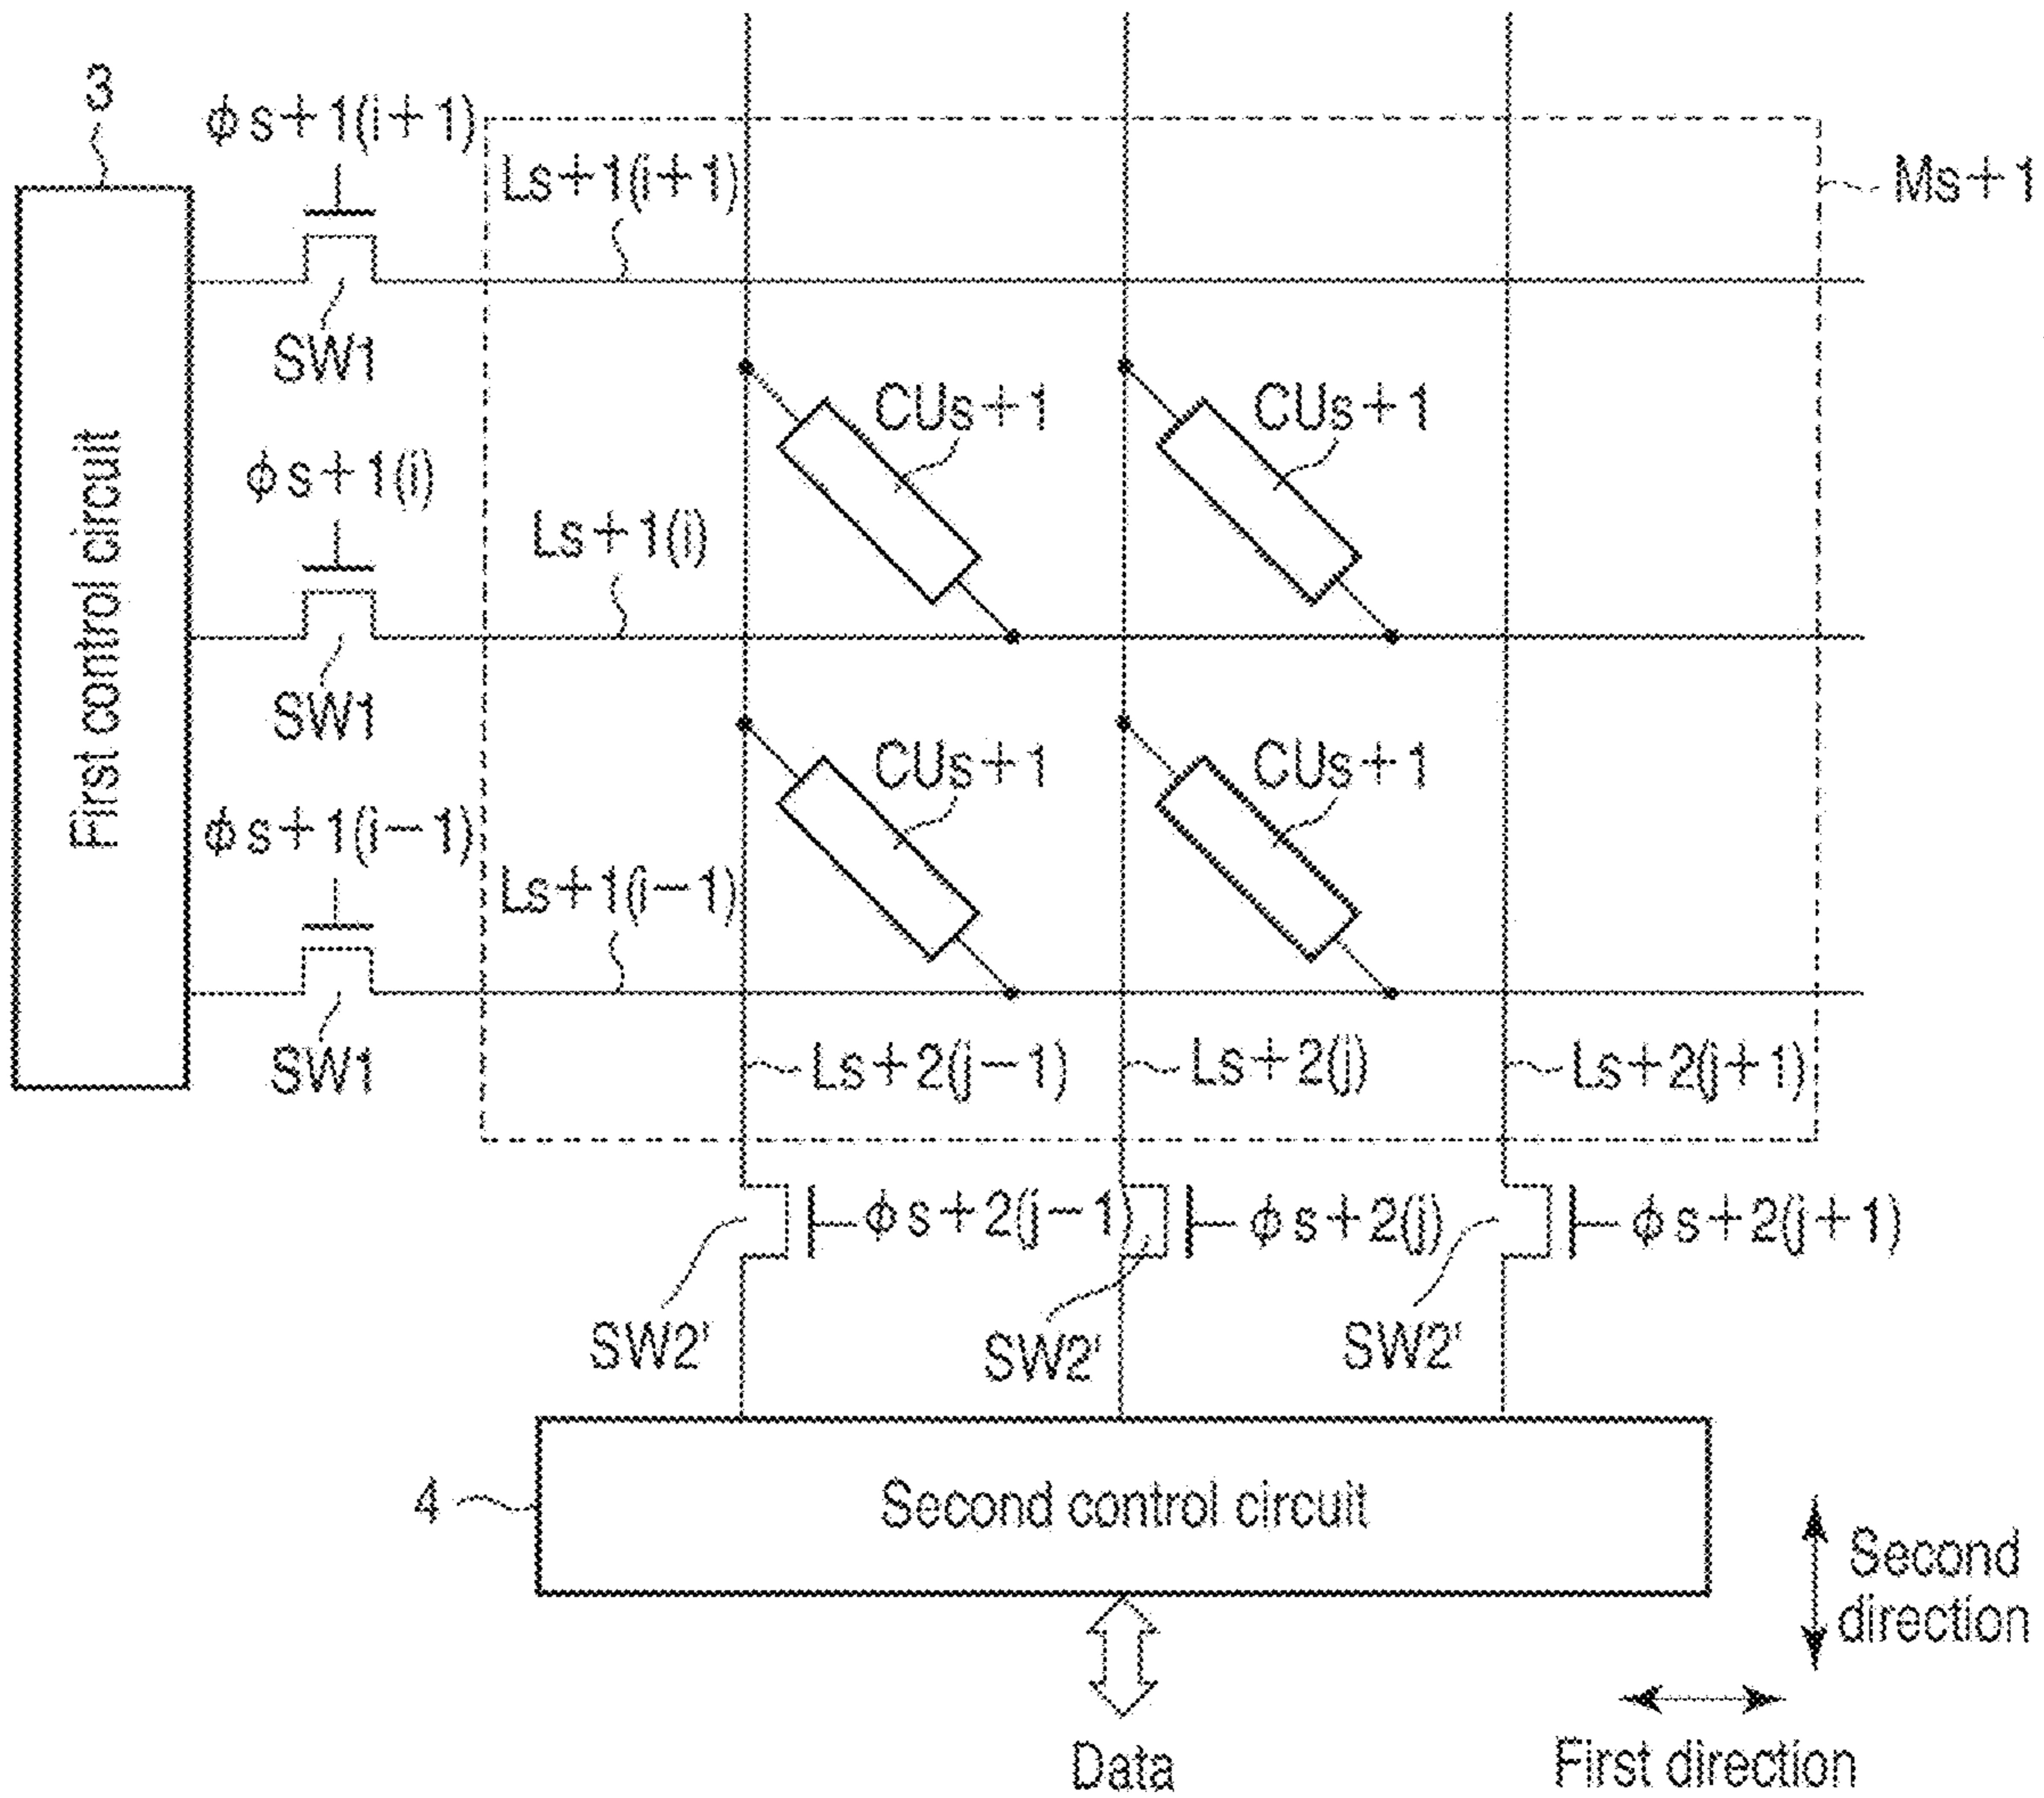 3
ϕs+1(i+1)
Ls+1(i+1)
Ms+1
SW1
CUs+1
CUs+1
First control circuit
ϕs+1(i)
Ls+1(i)
SW1
CUs+1
CUs+1
ϕs+1(i−1)
Ls+1(i−1)
SW1
Ls+2(j−1)
Ls+2(j)
Ls+2(j+1)
ϕs+2(j−1)
ϕs+2(j)
ϕs+2(j+1)
SW2'
SW2'
SW2'
4
Second control circuit
Second
direction
Data
First direction